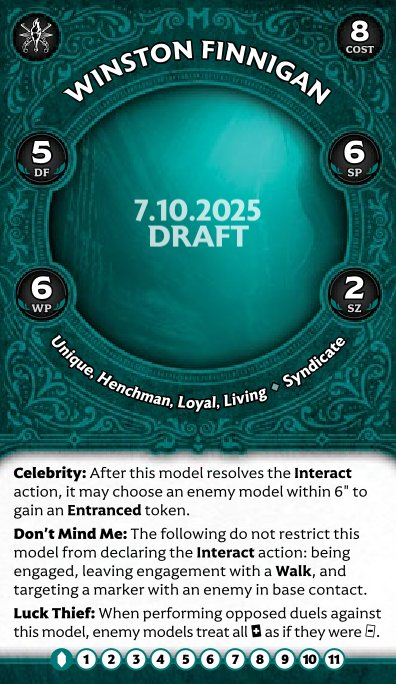 8
COST
WINSTON FINNIGAN
5
DF
6
SP
7.10.2025
DRAFT
6
WP
2
SZ
Unique, Henchman, Loyal, Living ◆ Syndicate
Celebrity: After this model resolves the Interact
action, it may choose an enemy model within 6" to
gain an Entranced token.
Don't Mind Me: The following do not restrict this
model from declaring the Interact action: being
engaged, leaving engagement with a Walk, and
targeting a marker with an enemy in base contact.
Luck Thief: When performing opposed duels against
this model, enemy models treat all as if they were .
1 2 3 4 5 6 7 8 9 10 11